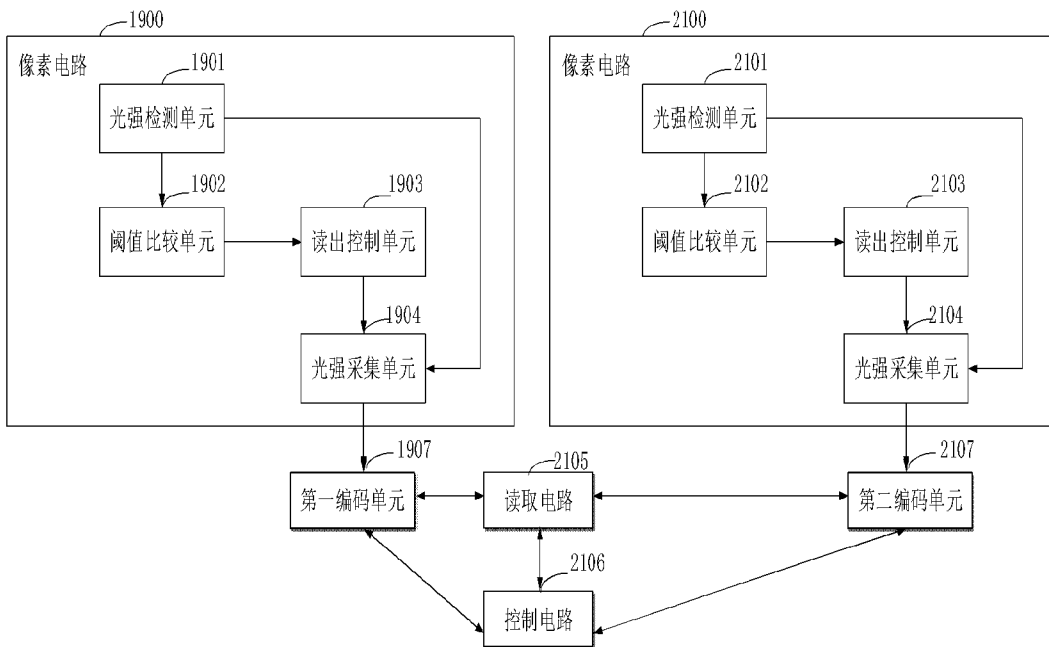 1900
像素电路
1901
光强检测单元
1902
阈值比较单元
1903
读出控制单元
1904
光强采集单元
2100
像素电路
2101
光强检测单元
2102
阈值比较单元
2103
读出控制单元
2104
光强采集单元
1907
第一编码单元
2105
读取电路
2107
第二编码单元
2106
控制电路